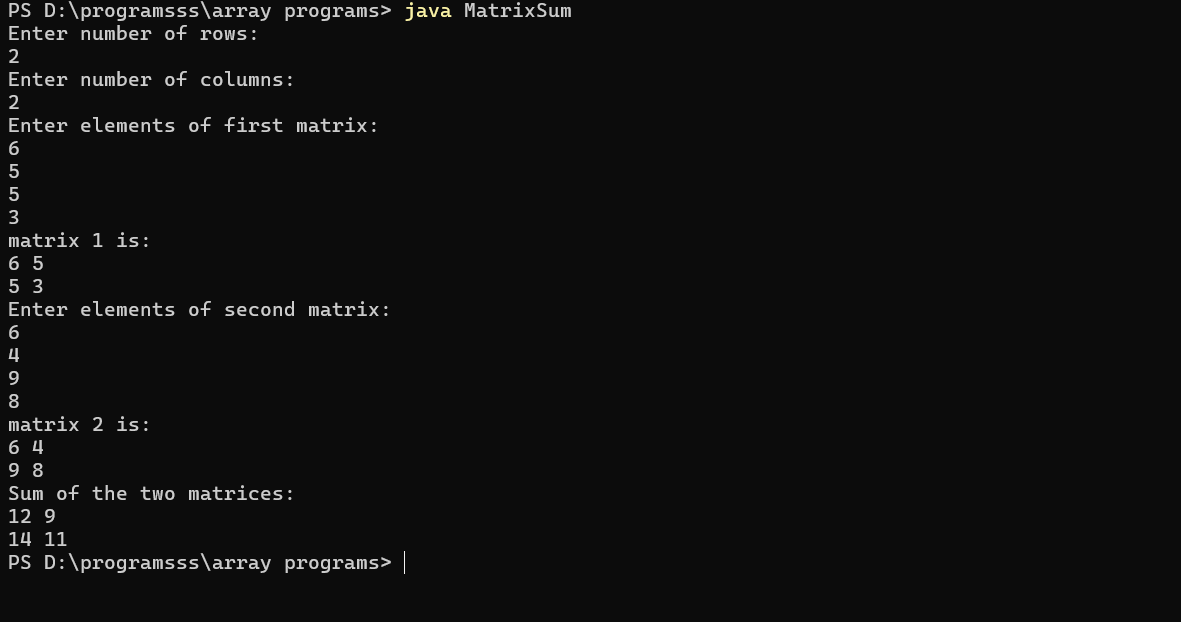 PS D:\programsss\array programs> java MatrixSum
Enter number of rows:
2
Enter number of columns:
2
Enter elements of first matrix:
6
5
5
3
matrix 1 is:
6 5
5 3
Enter elements of second matrix:
6
4
9
8
matrix 2 is:
6 4
9 8
Sum of the two matrices:
12 9
14 11
PS D:\programsss\array programs>